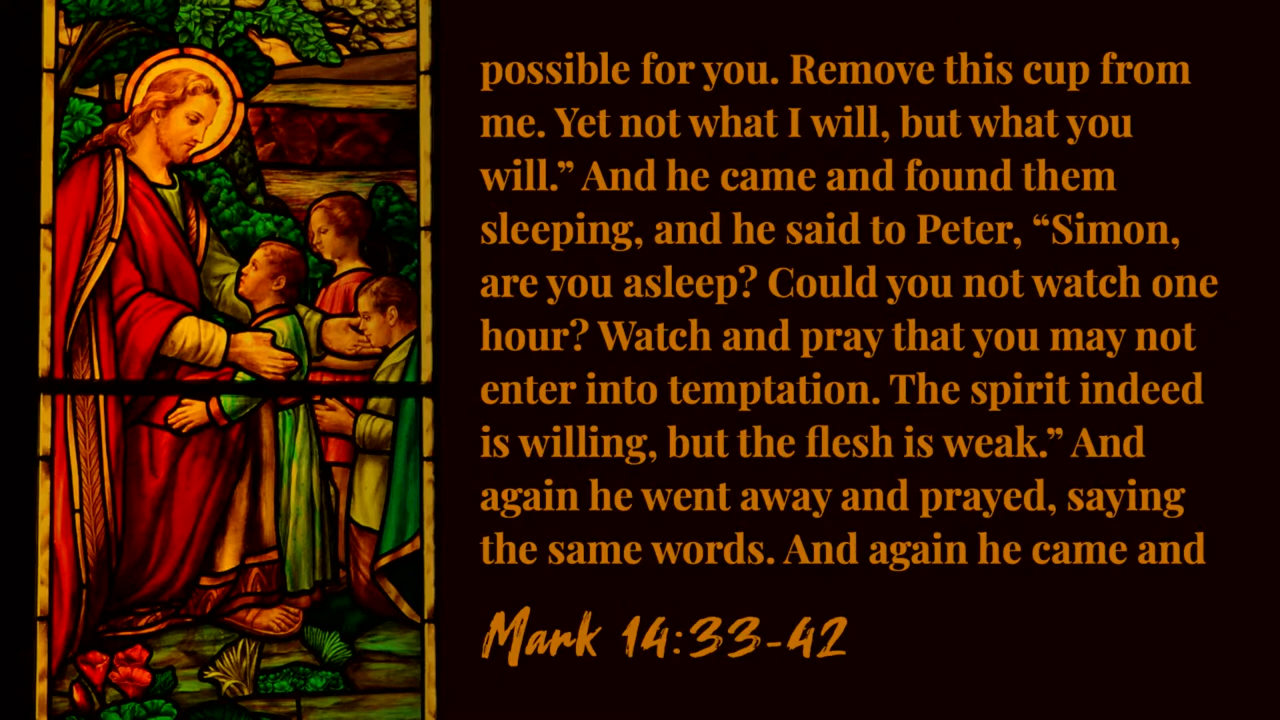 possible for you. Remove this cup from
me. Yet not what I will, but what you
will.” And he came and found them
sleeping, and he said to Peter, “Simon,
are you asleep? Could you not watch one
hour? Watch and pray that you may not
enter into temptation. The spirit indeed
is willing, but the flesh is weak.” And
again he went away and prayed, saying
the same words. And again he came and
Mark 14:33-42